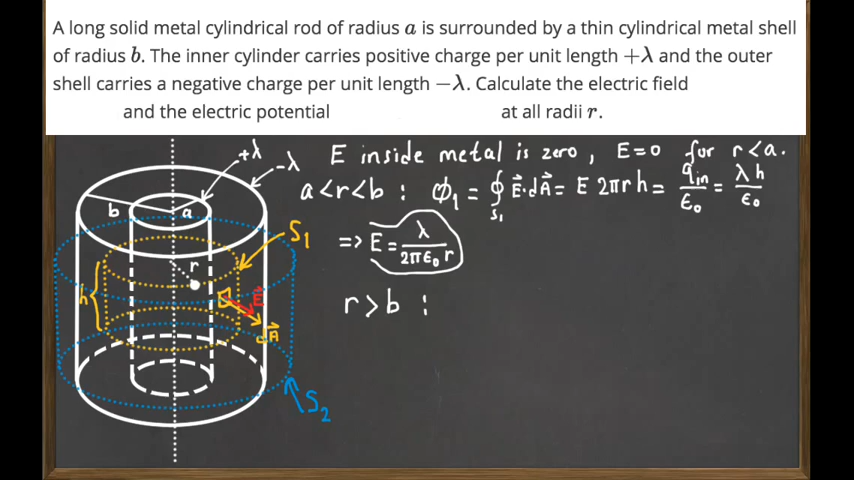 A long solid metal cylindrical rod of radius a is surrounded by a thin cylindrical metal shell
of radius b. The inner cylinder carries positive charge per unit length +λ and the outer
shell carries a negative charge per unit length −λ. Calculate the electric field
and the electric potential at all radii r.
+λ
-λ
E inside metal is zero, E=0 for r<a.
a<r<b : ϕ₁ = ∮_{S₁} E⃗·dA⃗ = E 2πrh = q_in/ε₀ = λh/ε₀
=> E = λ/(2πε₀r)
r>b :
b
a
S₁
r
h
E⃗
dA⃗
S₂